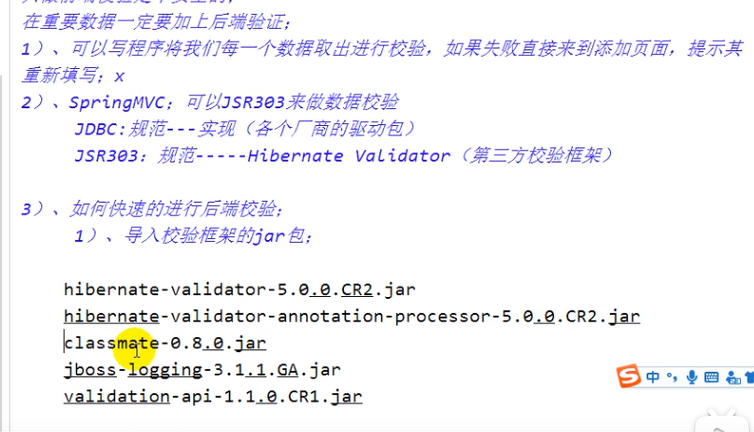 在重要数据一定要加上后端验证；
1）、可以写程序将我们每一个数据取出进行校验，如果失败直接来到添加页面，提示其
重新填写；x
2）、SpringMVC；可以JSR303来做数据校验
JDBC:规范---实现（各个厂商的驱动包）
JSR303：规范-----Hibernate Validator（第三方校验框架）
3）、如何快速的进行后端校验；
1）、导入校验框架的jar包；
hibernate-validator-5.0.0.CR2.jar
hibernate-validator-annotation-processor-5.0.0.CR2.jar
classmate-0.8.0.jar
jboss-logging-3.1.1.GA.jar
validation-api-1.1.0.CR1.jar
S 中